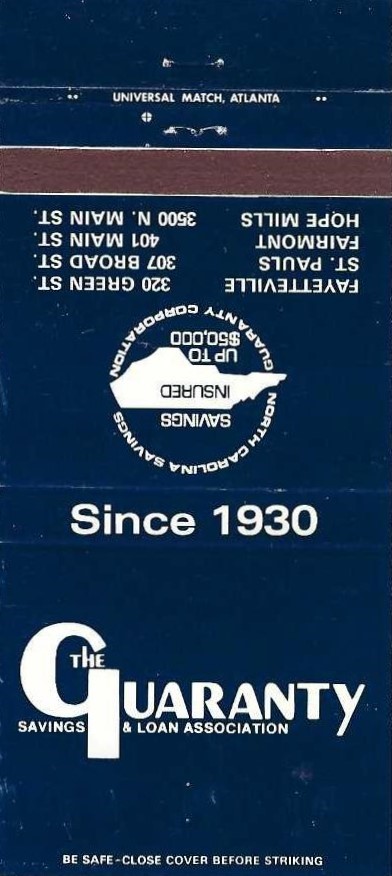 UNIVERSAL MATCH, ATLANTA
FAYETTEVILLE 320 GREEN ST.
ST. PAULS 307 BROAD ST.
FAIRMONT 401 MAIN ST.
HOPE MILLS 3500 N. MAIN ST.
NORTH CAROLINA SAVINGS
GUARANTY CORPORATION
SAVINGS
INSURED
UP TO
$50,000
Since 1930
THE
GUARANTY
SAVINGS & LOAN ASSOCIATION
BE SAFE-CLOSE COVER BEFORE STRIKING